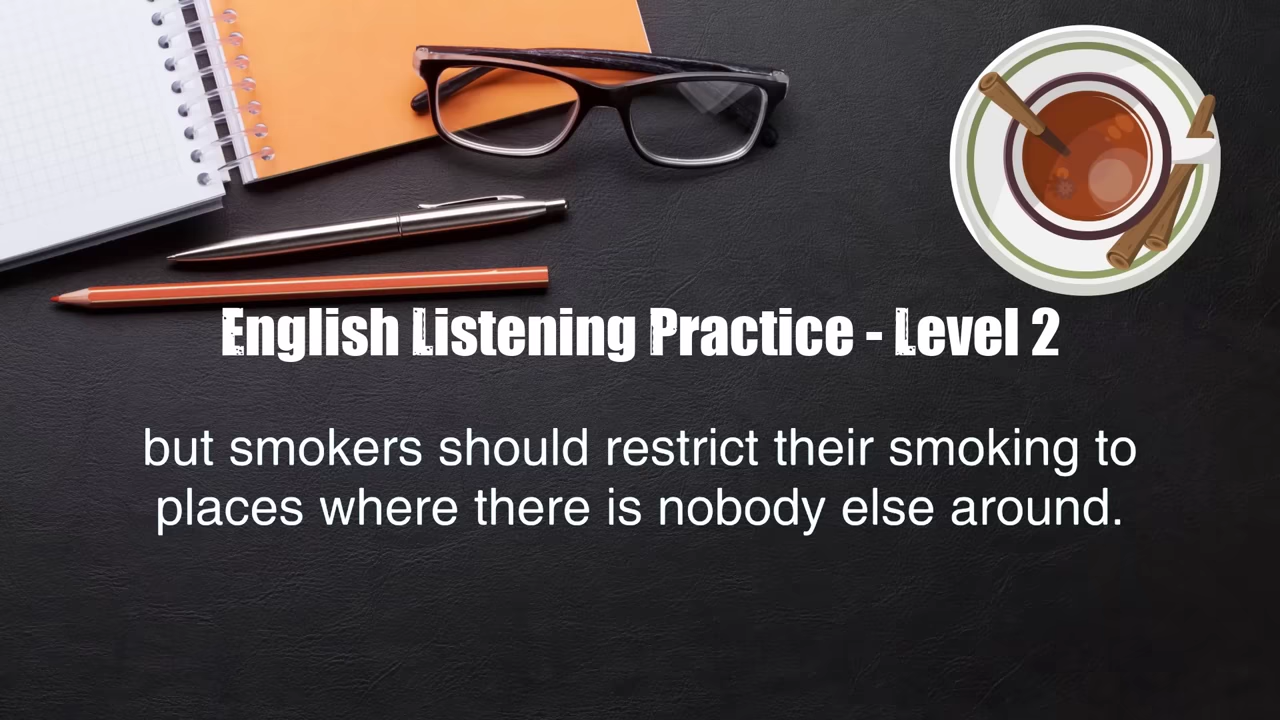 English Listening Practice - Level 2
but smokers should restrict their smoking to
places where there is nobody else around.